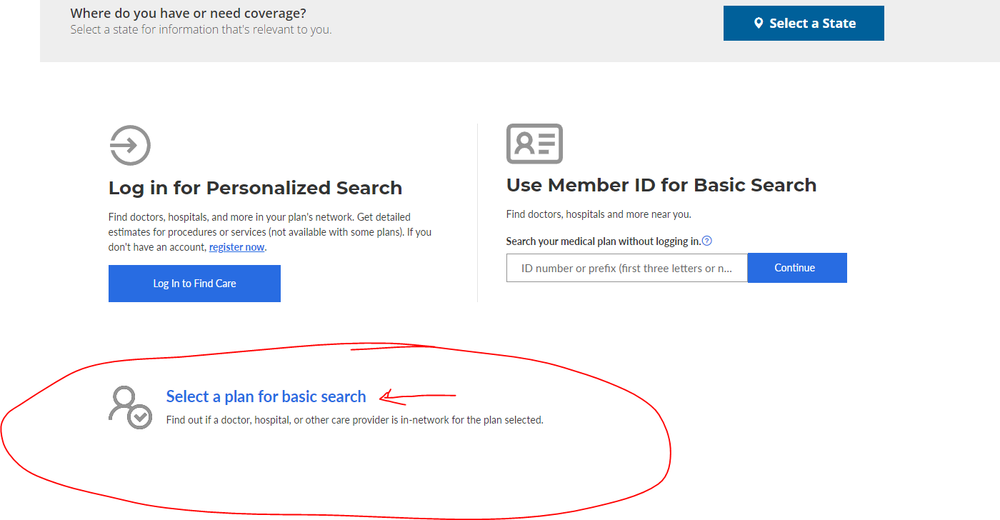 Where do you have or need coverage?
Select a state for information that's relevant to you.
Select a State
Log in for Personalized Search
Find doctors, hospitals, and more in your plan's network. Get detailed
estimates for procedures or services (not available with some plans). If you
don't have an account, register now.
Log In to Find Care
Use Member ID for Basic Search
Find doctors, hospitals and more near you.
Search your medical plan without logging in.?
ID number or prefix (first three letters or n...
Continue
Select a plan for basic search
Find out if a doctor, hospital, or other care provider is in-network for the plan selected.